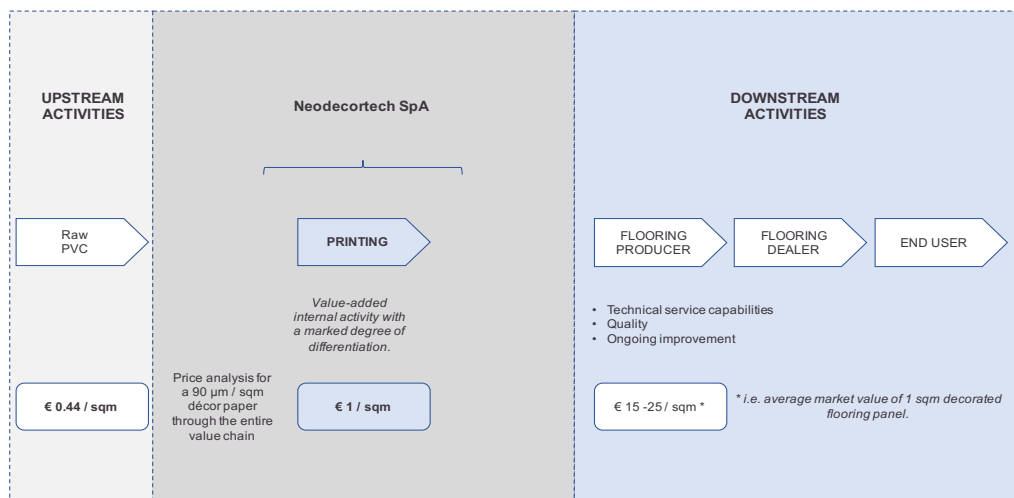 UPSTREAM
ACTIVITIES
Neodecortech SpA
DOWNSTREAM
ACTIVITIES
Raw
PVC
PRINTING
FLOORING
PRODUCER
FLOORING
DEALER
END USER
Value-added
internal activity with
a marked degree of
differentiation.
• Technical service capabilities
• Quality
• Ongoing improvement
€ 0.44 / sqm
Price analysis for
a 90 µm / sqm
décor paper
through the entire
value chain
€ 1 / sqm
€ 15 -25 / sqm *
* i.e. average market value of 1 sqm decorated
flooring panel.